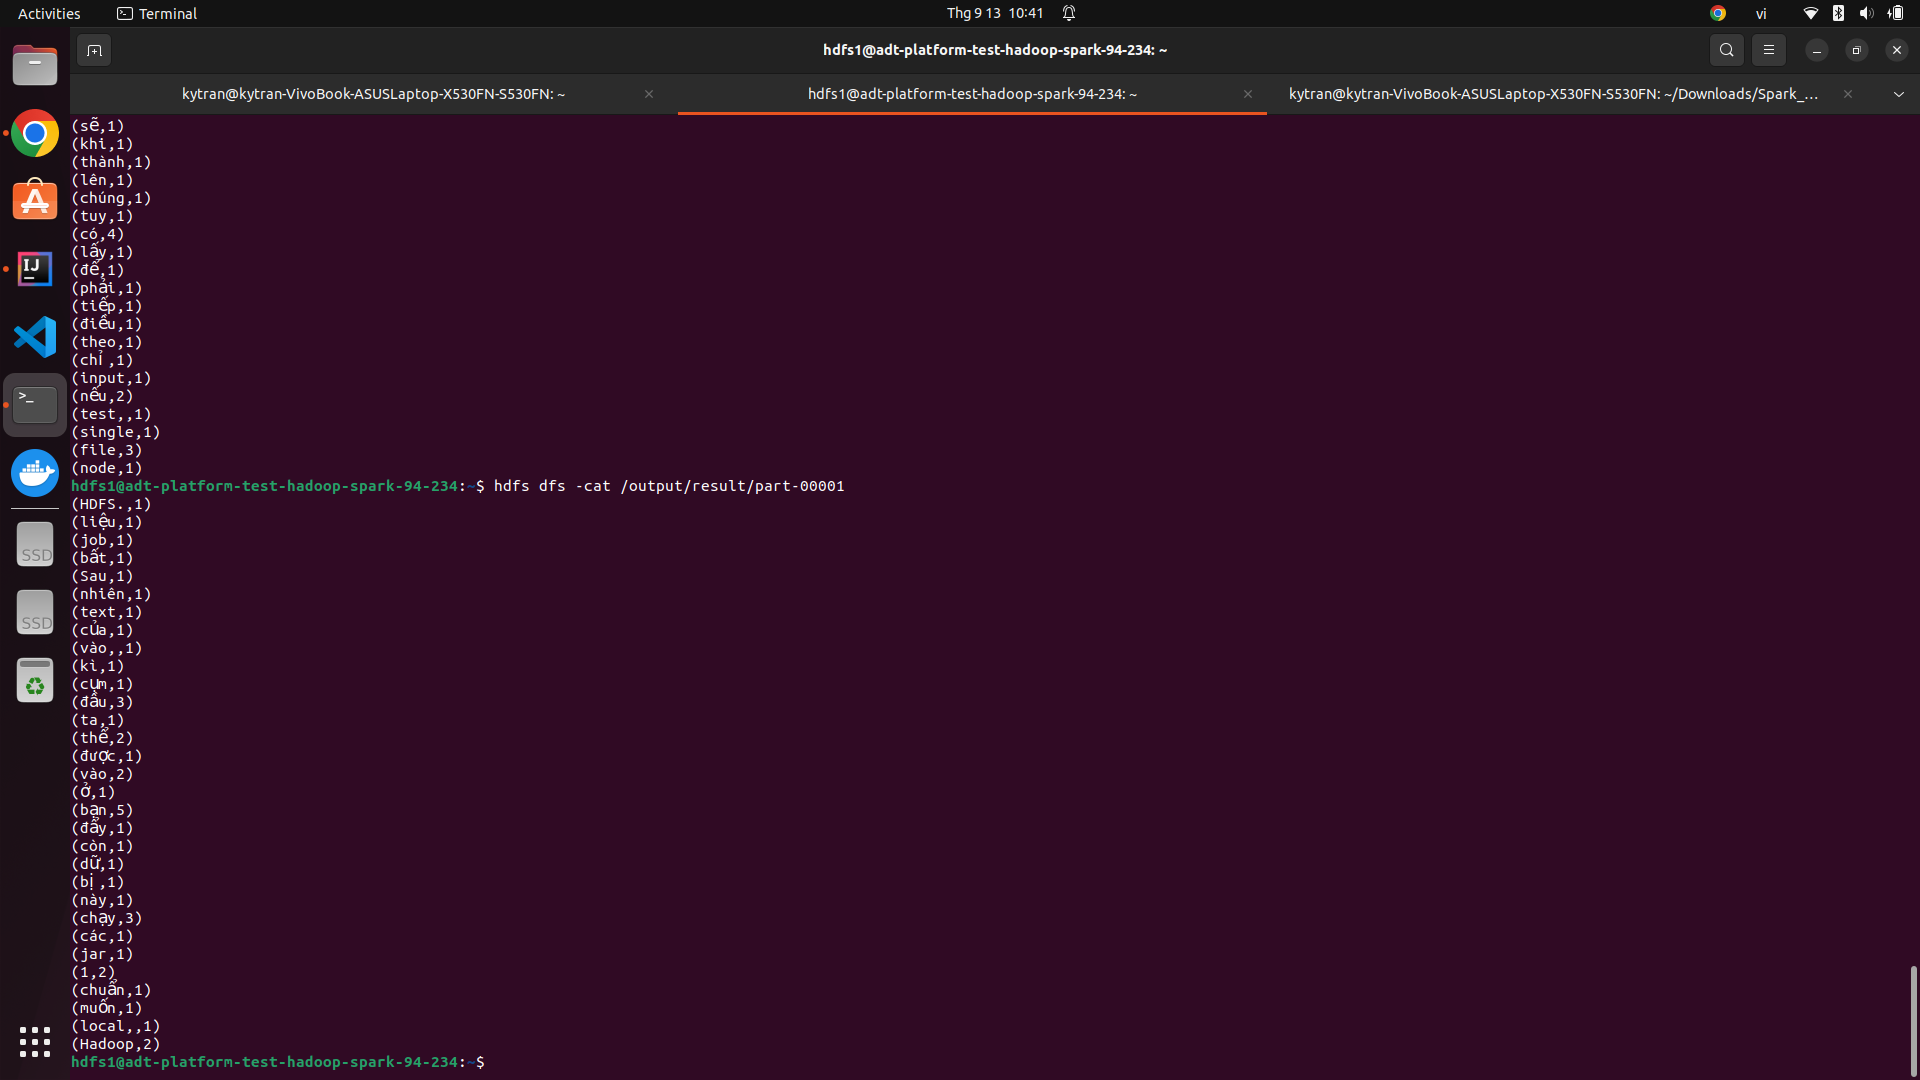 Activities
Terminal
Thg 9 13 10:41
vi
hdfs1@adt-platform-test-hadoop-spark-94-234: ~
kytran@kytran-VivoBook-ASUSLaptop-X530FN-S530FN: ~
hdfs1@adt-platform-test-hadoop-spark-94-234: ~
kytran@kytran-VivoBook-ASUSLaptop-X530FN-S530FN: ~/Downloads/Spark_...
(sẽ,1)
(khi,1)
(thành,1)
(lên,1)
(chúng,1)
(tuy,1)
(có,4)
(lấy,1)
(để,1)
(phải,1)
(tiếp,1)
(điều,1)
(theo,1)
(chỉ,1)
(input,1)
(nếu,2)
(test,,1)
(single,1)
(file,3)
(node,1)
hdfs1@adt-platform-test-hadoop-spark-94-234:~$ hdfs dfs -cat /output/result/part-00001
(HDFS.,1)
(liệu,1)
(job,1)
(bất,1)
(Sau,1)
(nhiên,1)
(text,1)
(của,1)
(vào,,1)
(kì,1)
(cụm,1)
(đầu,3)
(ta,1)
(thể,2)
(được,1)
(vào,2)
(ở,1)
(bạn,5)
(đẩy,1)
(còn,1)
(dữ,1)
(bị,1)
(này,1)
(chạy,3)
(các,1)
(jar,1)
(1,2)
(chuẩn,1)
(muốn,1)
(local,,1)
(Hadoop,2)
hdfs1@adt-platform-test-hadoop-spark-94-234:~$
IJ
>_
SSD
SSD